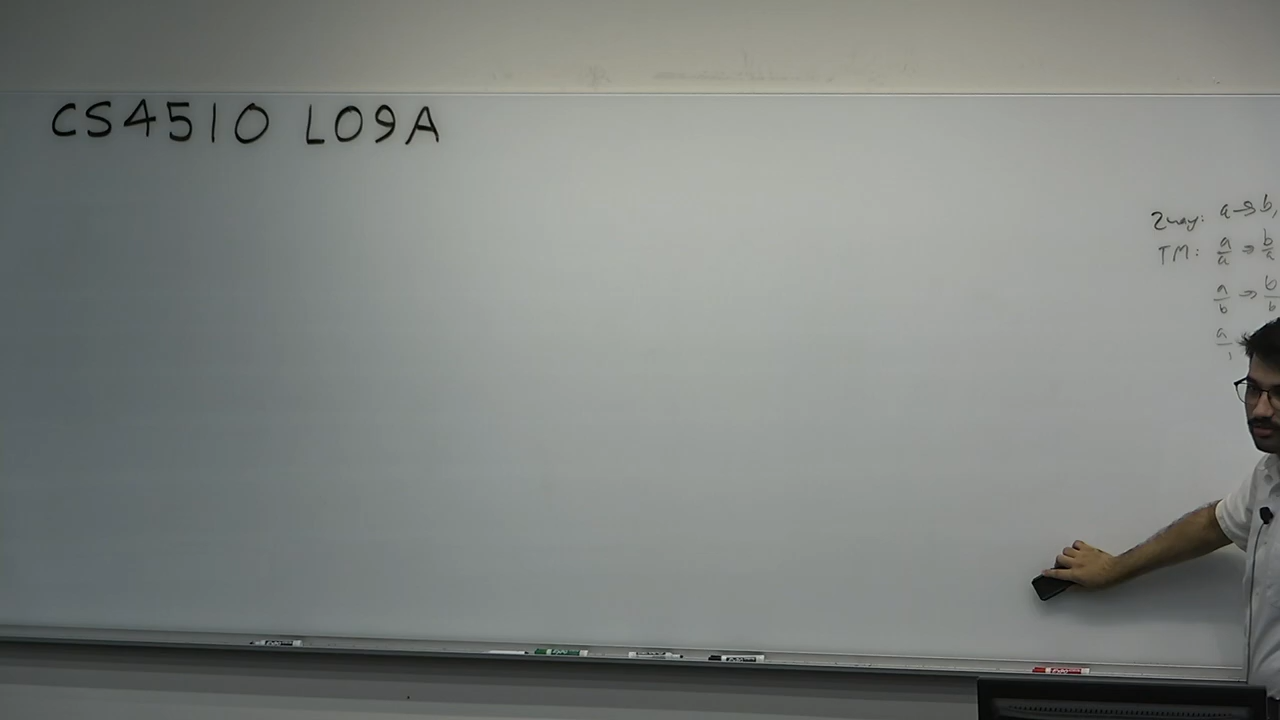 CS4510 L09A
2way: a → b,
TM: a/a ⇒ b/a
a/b ⇒ b/b
a/